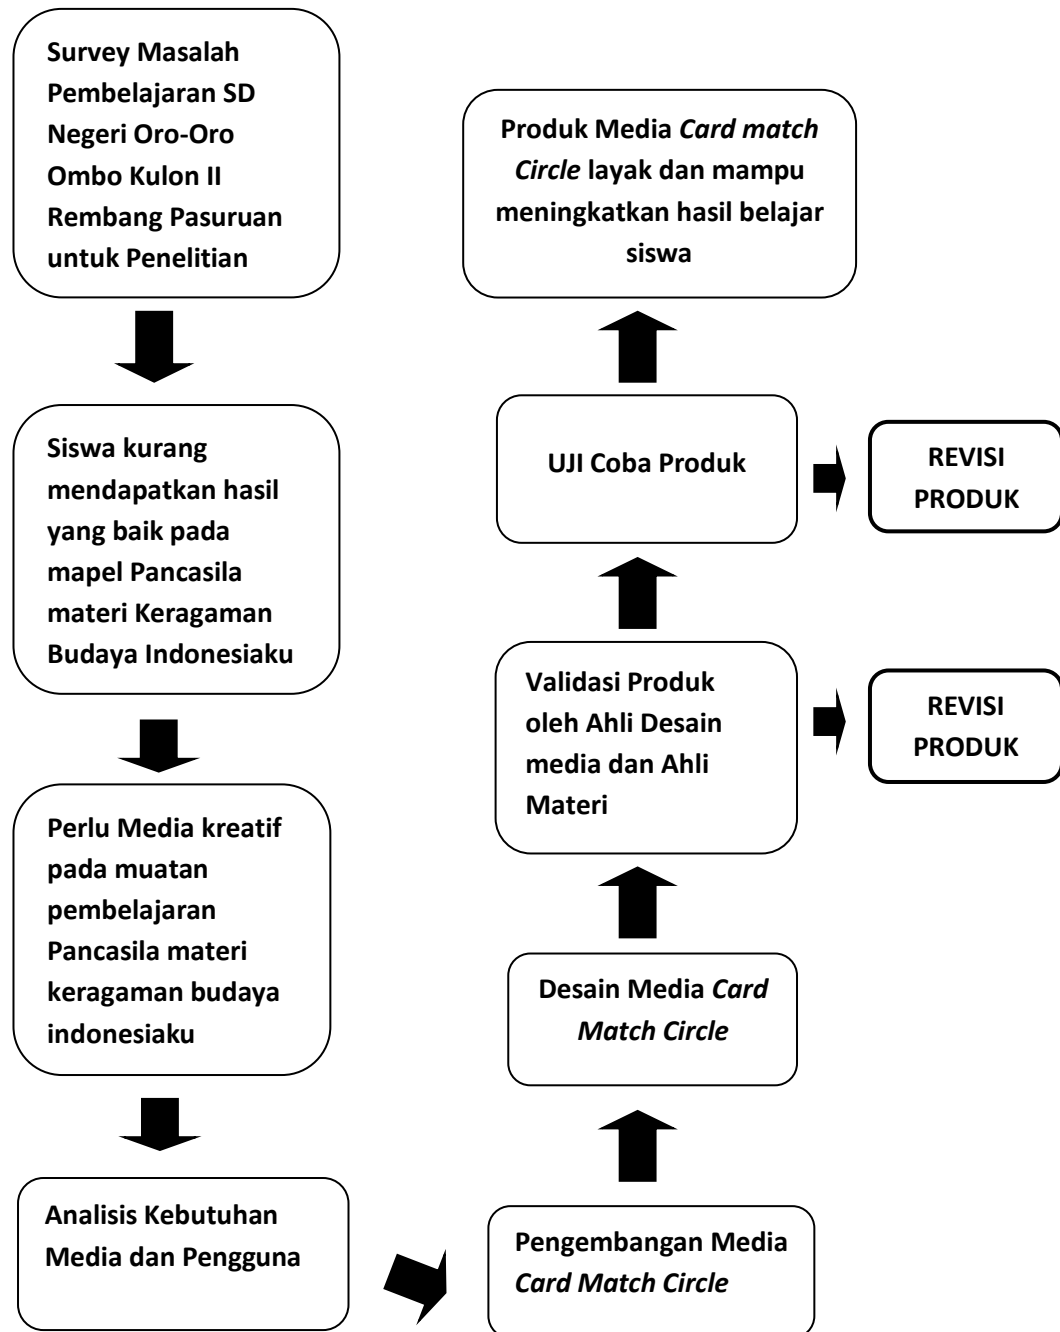 Survey Masalah
Pembelajaran SD
Negeri Oro-Oro
Ombo Kulon II
Rembang Pasuruan
untuk Penelitian
Siswa kurang
mendapatkan hasil
yang baik pada
mapel Pancasila
materi Keragaman
Budaya Indonesiaku
Perlu Media kreatif
pada muatan
pembelajaran
Pancasila materi
keragaman budaya
indonesiaku
Analisis Kebutuhan
Media dan Pengguna
Pengembangan Media
Card Match Circle
Desain Media Card
Match Circle
Validasi Produk
oleh Ahli Desain
media dan Ahli
Materi
REVISI
PRODUK
UJI Coba Produk
REVISI
PRODUK
Produk Media Card match
Circle layak dan mampu
meningkatkan hasil belajar
siswa